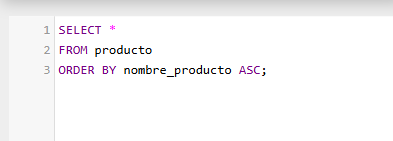 1 SELECT *
2 FROM producto
3 ORDER BY nombre_producto ASC;